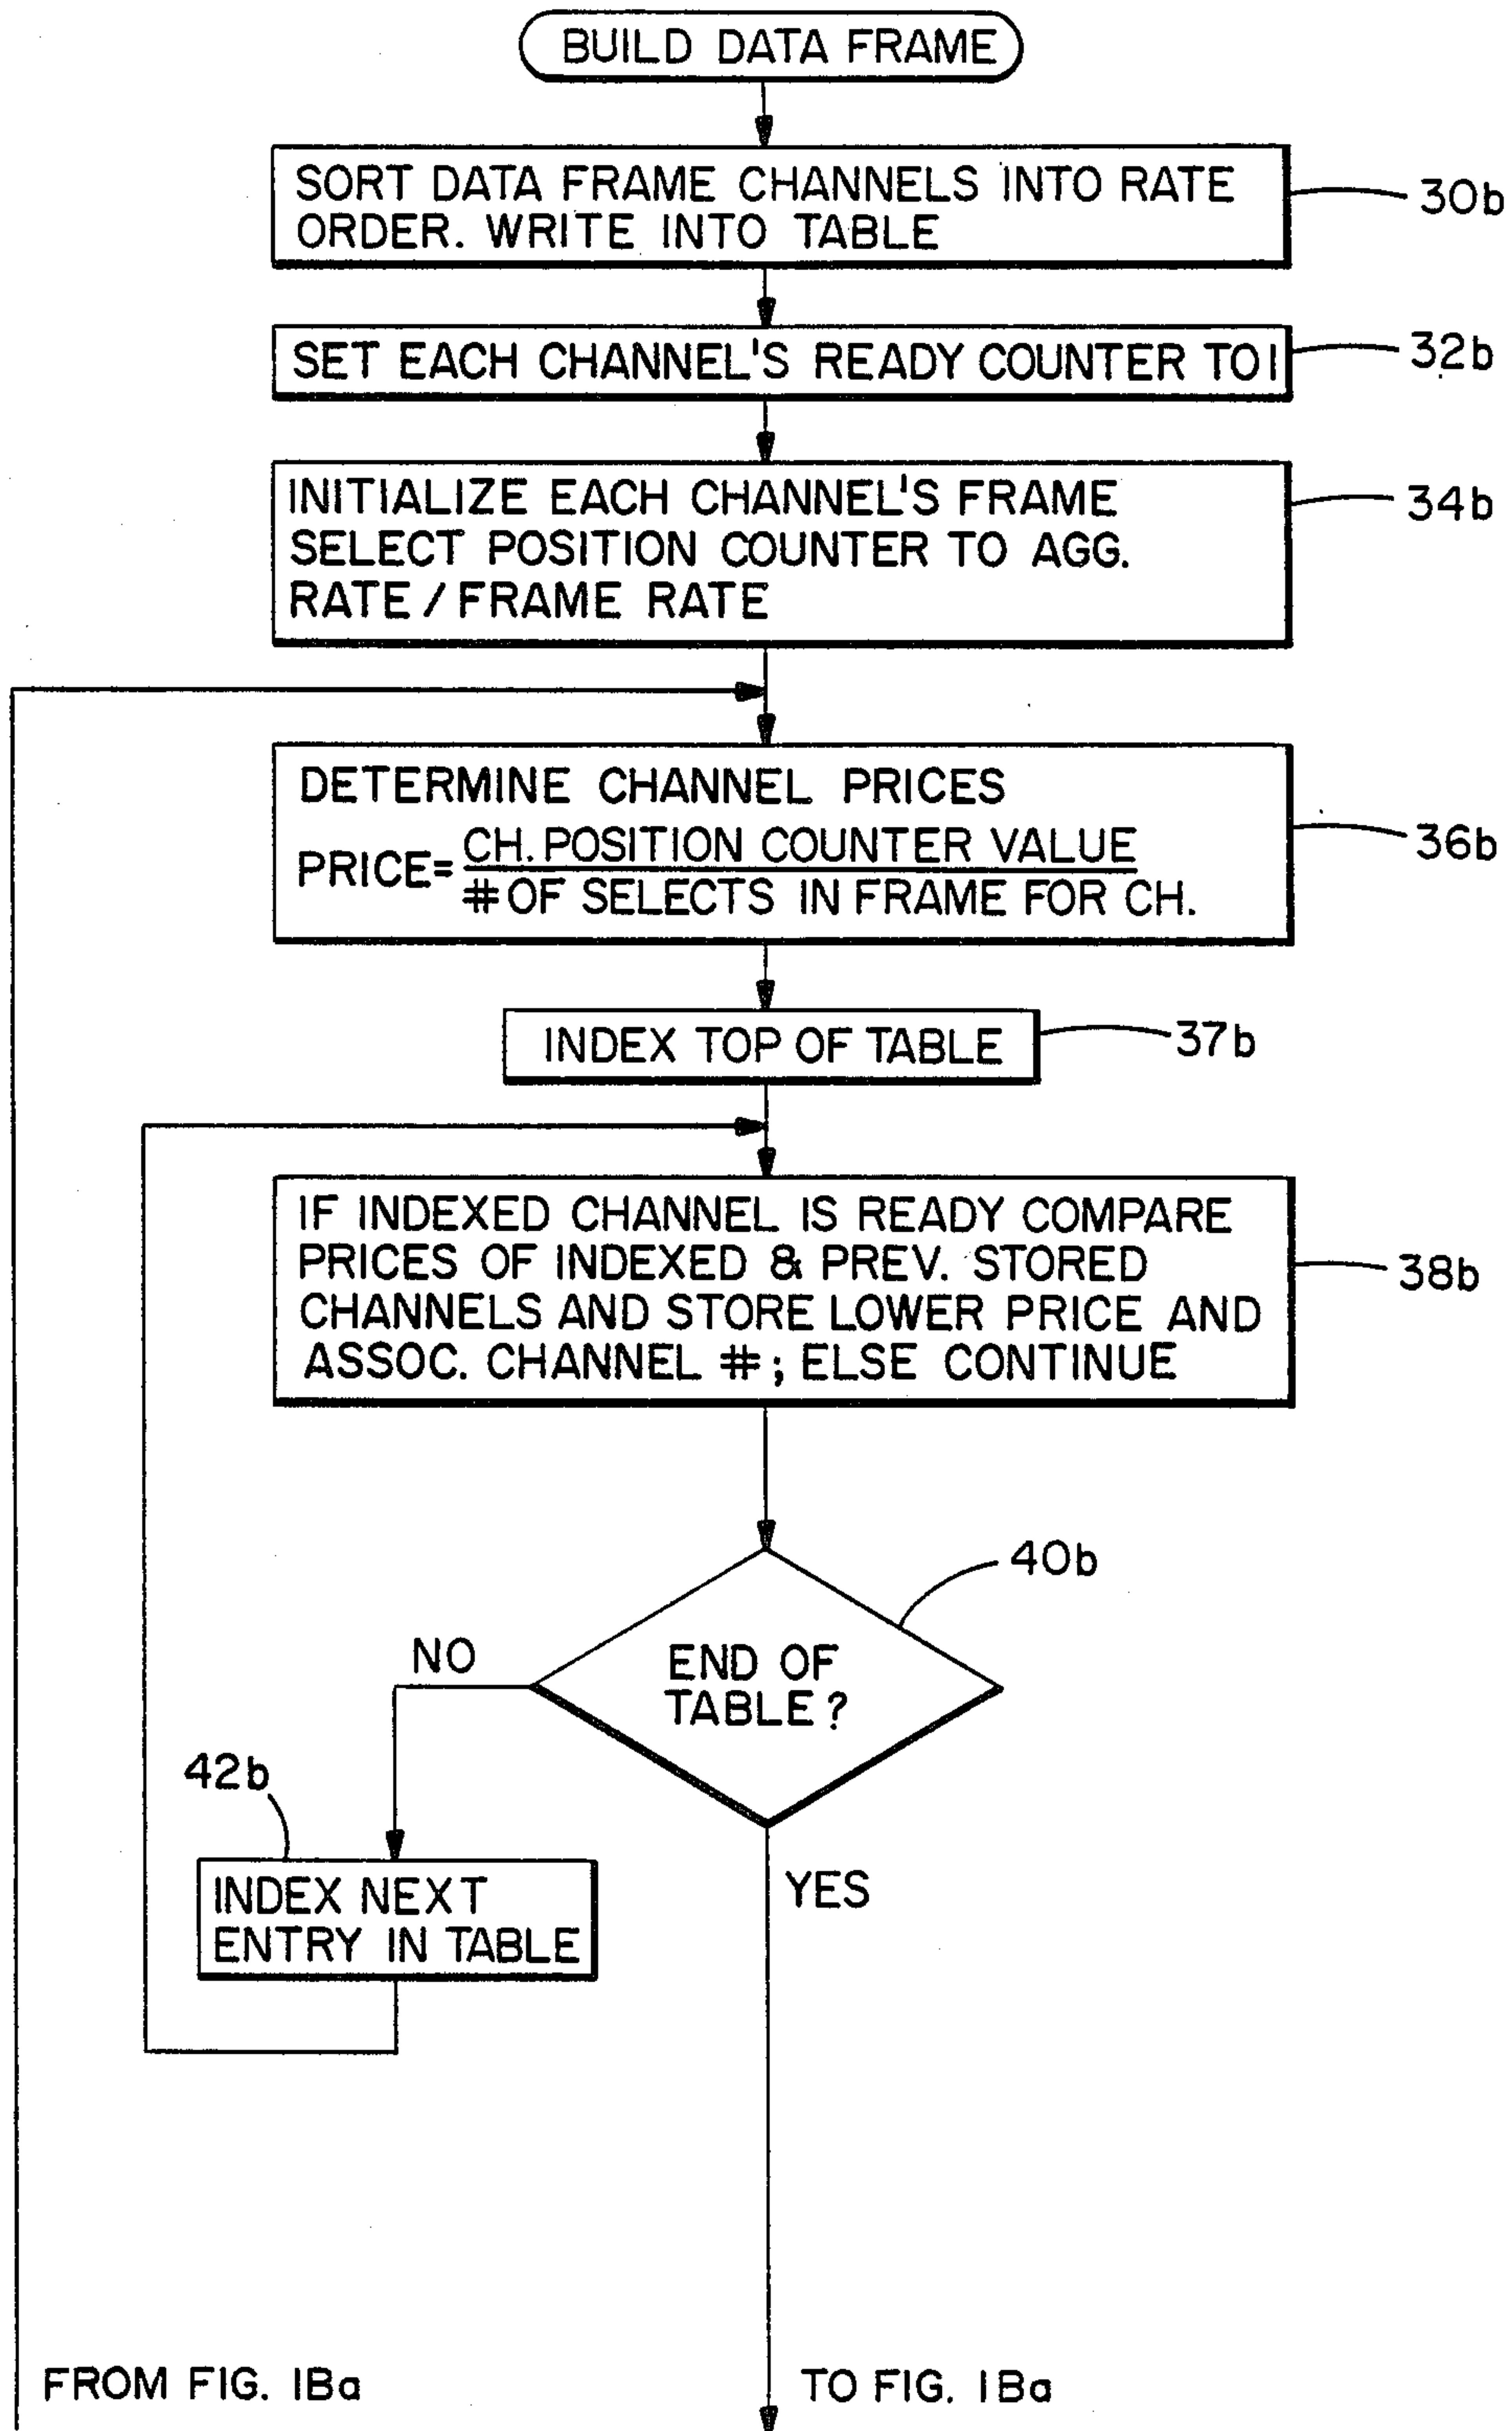 BUILD DATA FRAME
SORT DATA FRAME CHANNELS INTO RATE
ORDER. WRITE INTO TABLE
30b
SET EACH CHANNEL'S READY COUNTER TO 1
32b
INITIALIZE EACH CHANNEL'S FRAME
SELECT POSITION COUNTER TO AGG.
RATE / FRAME RATE
34b
DETERMINE CHANNEL PRICES
PRICE= CH. POSITION COUNTER VALUE
# OF SELECTS IN FRAME FOR CH.
36b
INDEX TOP OF TABLE
37b
IF INDEXED CHANNEL IS READY COMPARE
PRICES OF INDEXED & PREV. STORED
CHANNELS AND STORE LOWER PRICE AND
ASSOC. CHANNEL #; ELSE CONTINUE
38b
40b
END OF
TABLE?
NO
42b
INDEX NEXT
ENTRY IN TABLE
YES
FROM FIG. 1Ba
TO FIG. 1Ba